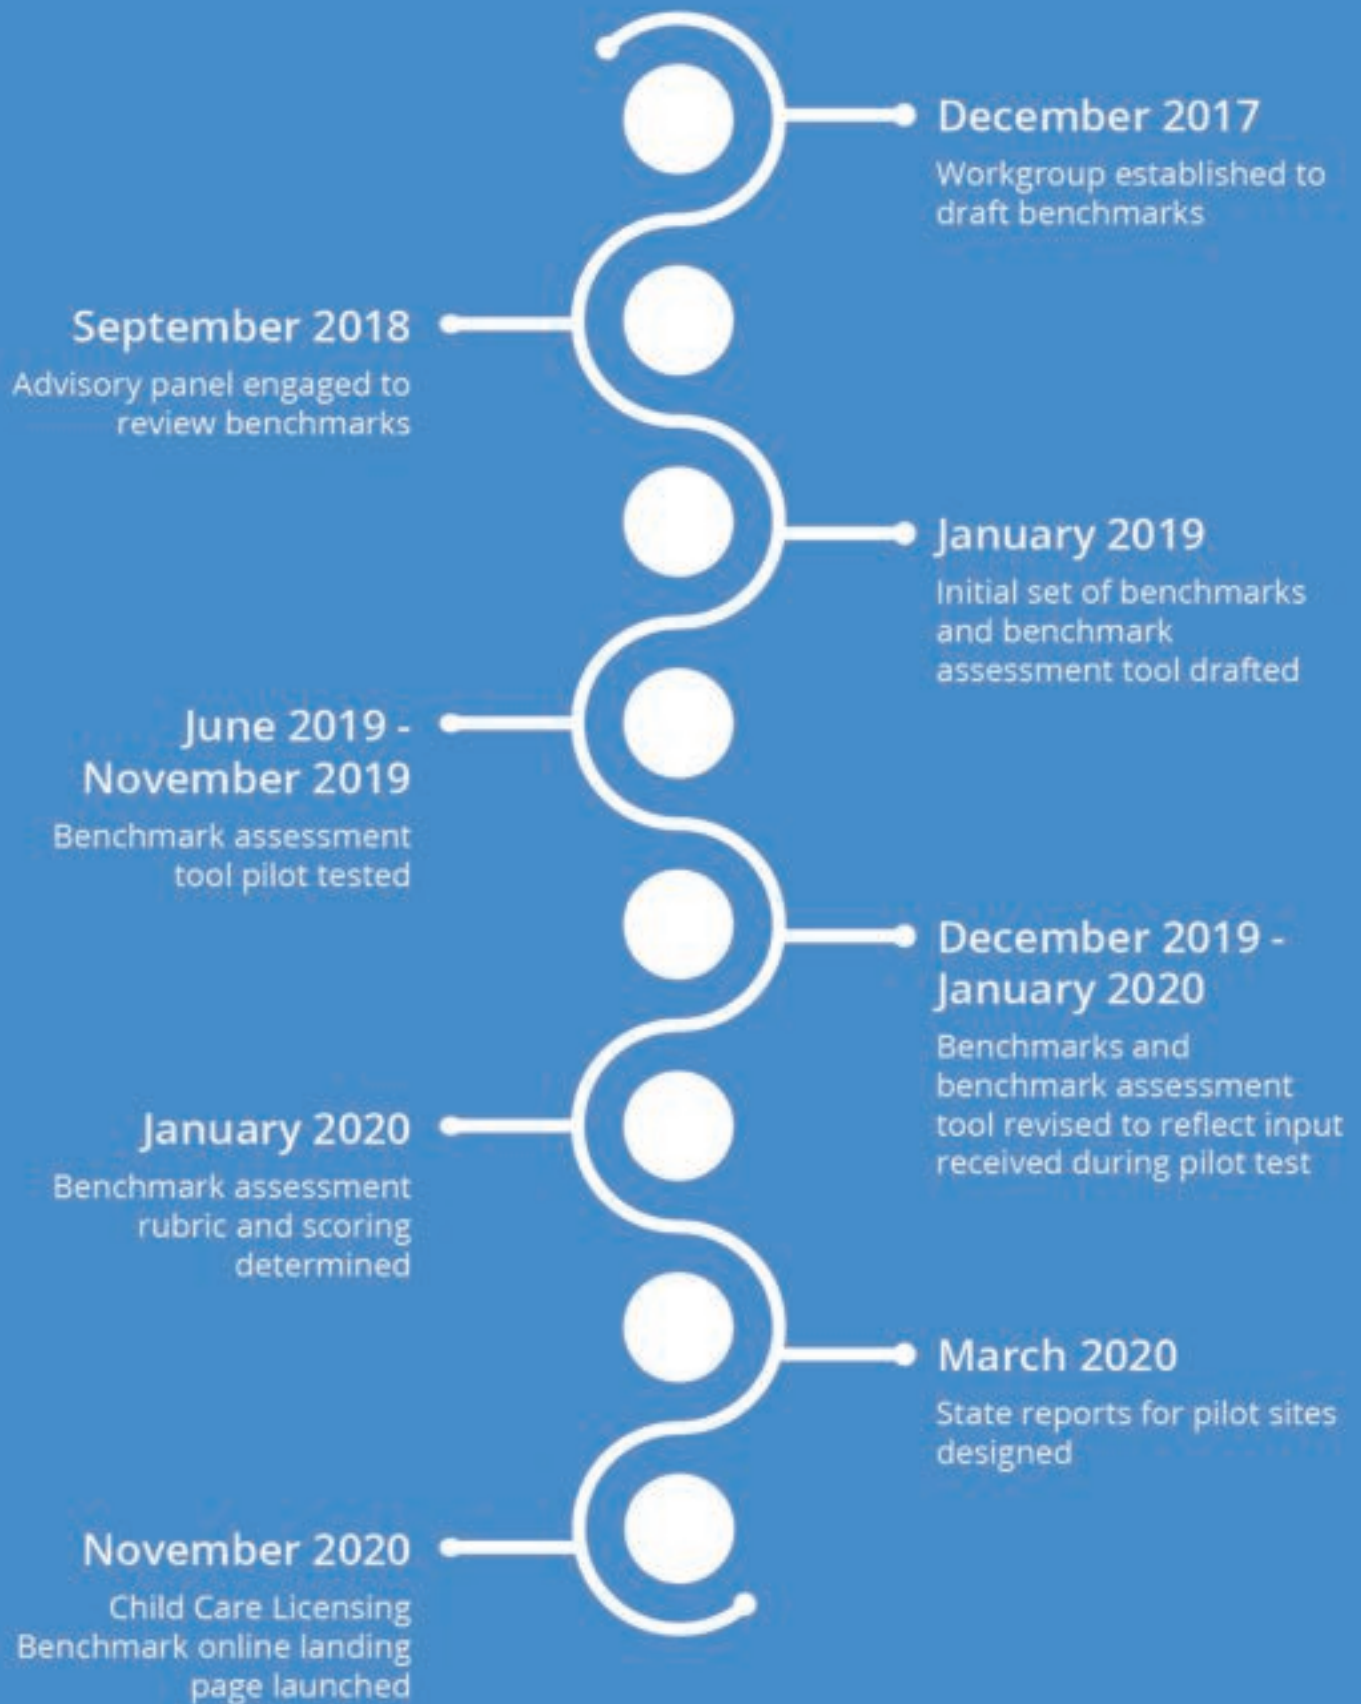 December 2017
Workgroup established to
draft benchmarks
September 2018
Advisory panel engaged to
review benchmarks
January 2019
Initial set of benchmarks
and benchmark
assessment tool drafted
June 2019 -
November 2019
Benchmark assessment
tool pilot tested
December 2019 -
January 2020
Benchmarks and
benchmark assessment
tool revised to reflect input
received during pilot test
January 2020
Benchmark assessment
rubric and scoring
determined
March 2020
State reports for pilot sites
designed
November 2020
Child Care Licensing
Benchmark online landing
page launched